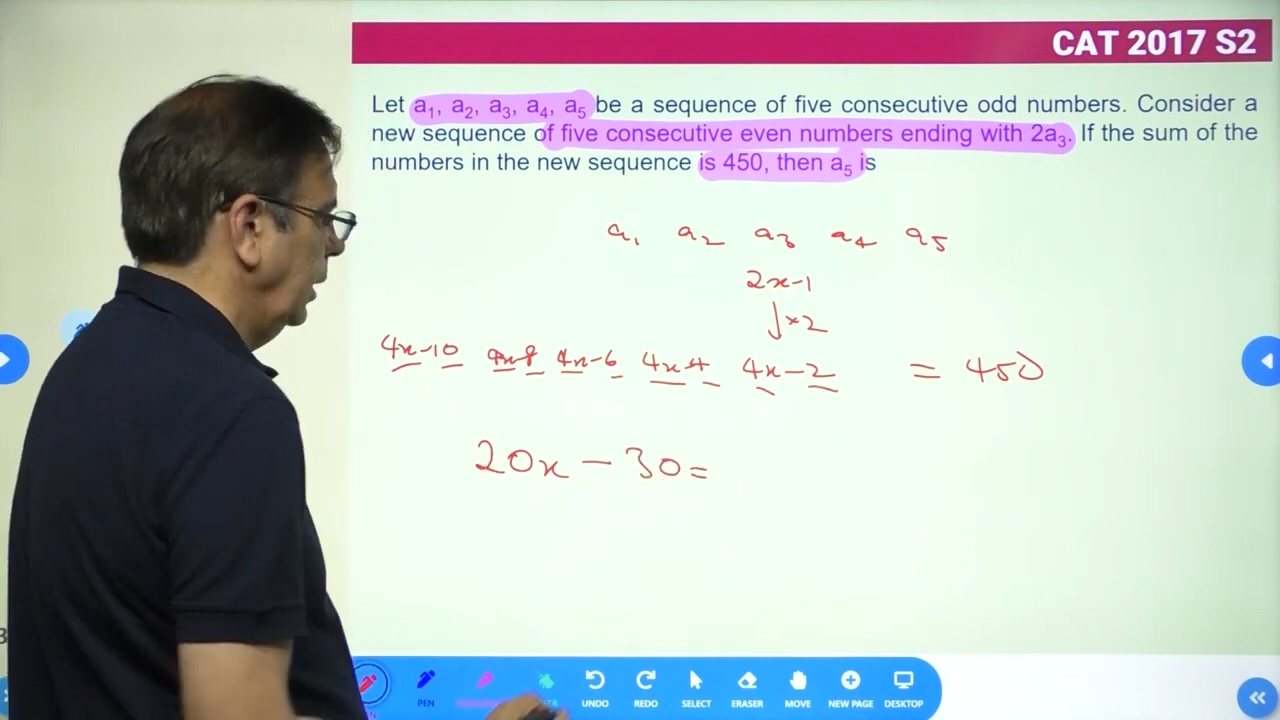 CAT 2017 S2
Let a₁, a₂, a₃, a₄, a₅ be a sequence of five consecutive odd numbers. Consider a
new sequence of five consecutive even numbers ending with 2a₃. If the sum of the
numbers in the new sequence is 450, then a₅ is
a₁ a₂ a₃ a₄ a₅
2x-1
↓×2
4x-10 4x-8 4x-6 4x-4 4x-2 = 450
20x - 30 =
PEN UNDO REDO SELECT ERASER MOVE NEW PAGE DESKTOP